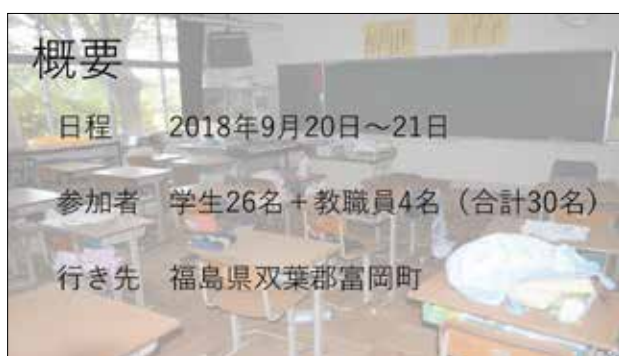 概要
日程 2018年9月20日~21日
参加者 学生26名+教職員4名(合計30名)
行き先 福島県双葉郡富岡町